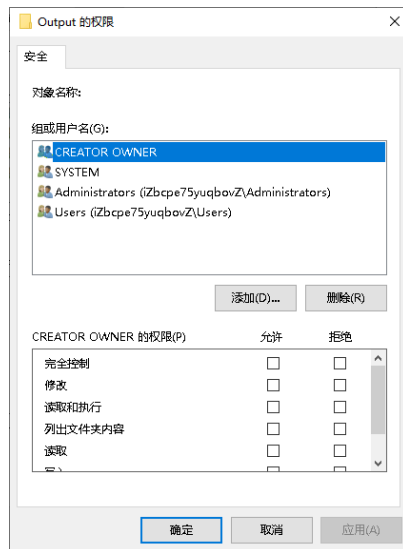 Output 的权限
安全
对象名称:
组或用户名(G):
CREATOR OWNER
SYSTEM
Administrators (iZbcpe75yuqbovZ\Administrators)
Users (iZbcpe75yuqbovZ\Users)
添加(D)...
删除(R)
CREATOR OWNER 的权限(P) 允许 拒绝
完全控制
修改
读取和执行
列出文件夹内容
读取
确定 取消 应用(A)